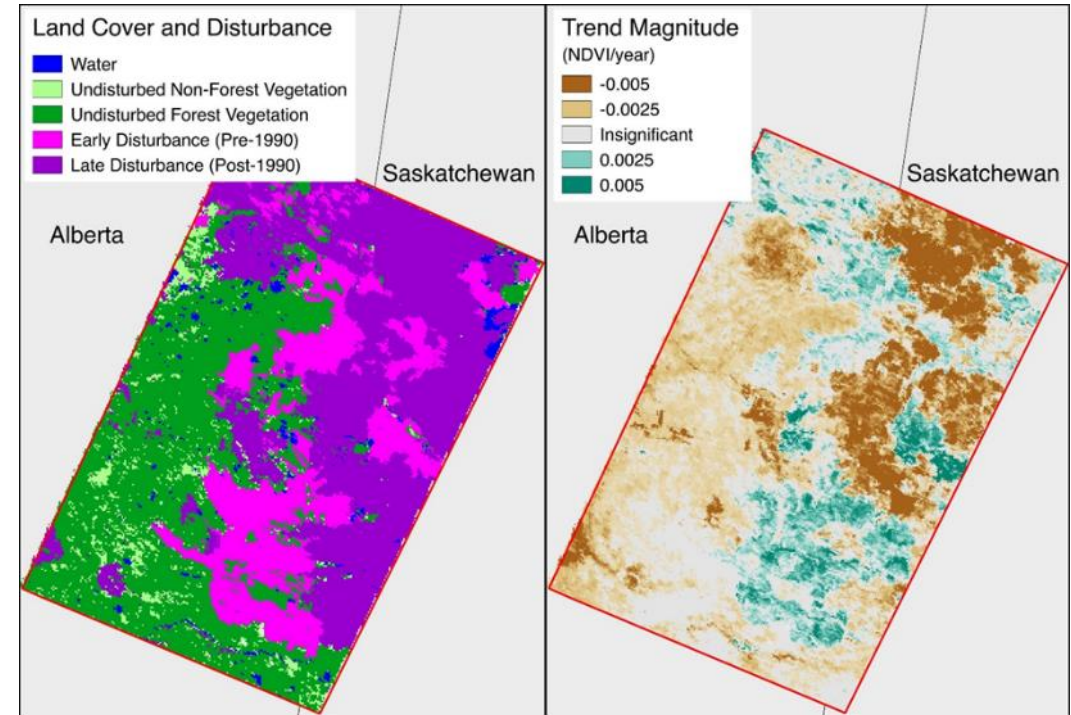 Land Cover and Disturbance
Water
Undisturbed Non-Forest Vegetation
Undisturbed Forest Vegetation
Early Disturbance (Pre-1990)
Late Disturbance (Post-1990)
Saskatchewan
Alberta
Trend Magnitude
(NDVI/year)
-0.005
-0.0025
Insignificant
0.0025
0.005
Saskatchewan
Alberta